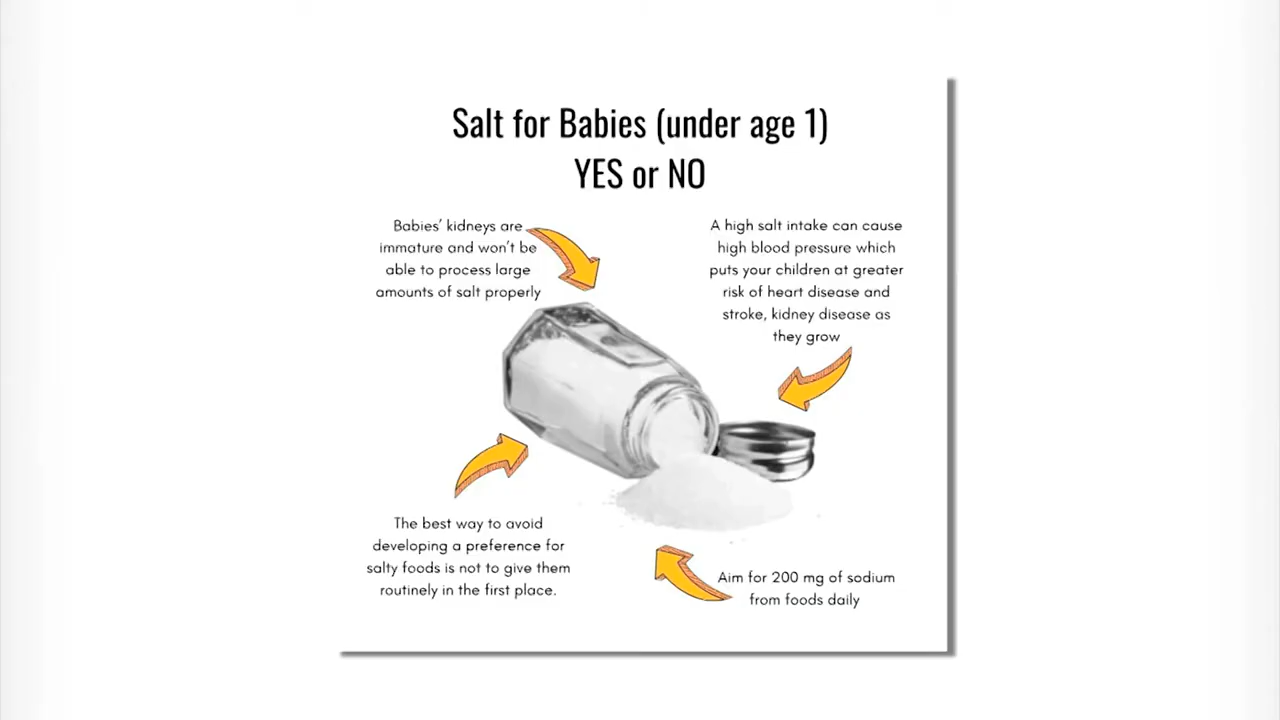 Salt for Babies (under age 1)
YES or NO
Babies' kidneys are
immature and won't be
able to process large
amounts of salt properly
A high salt intake can cause
high blood pressure which
puts your children at greater
risk of heart disease and
stroke, kidney disease as
they grow
The best way to avoid
developing a preference for
salty foods is not to give them
routinely in the first place.
Aim for 200 mg of sodium
from foods daily